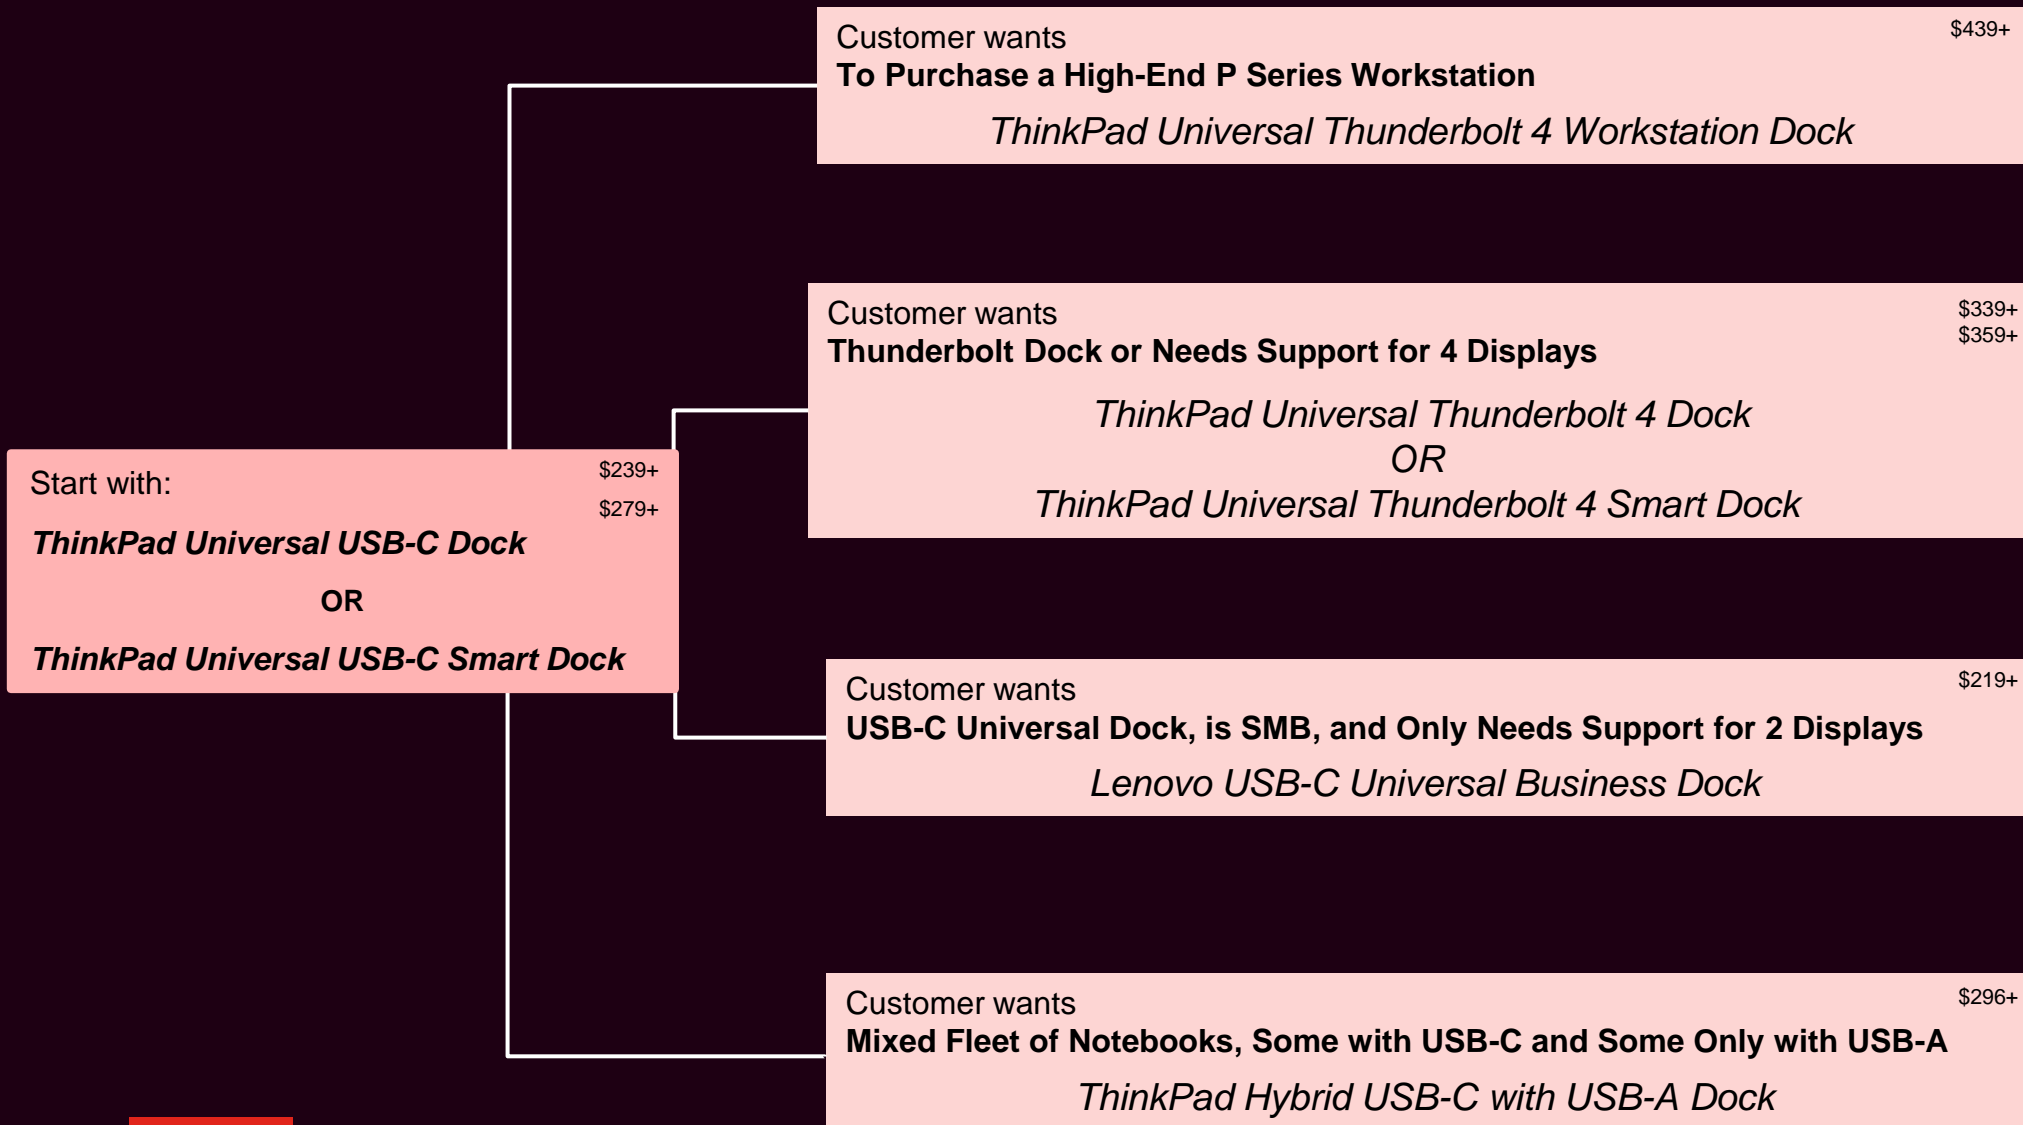 Customer wants
$439+
To Purchase a High-End P Series Workstation
ThinkPad Universal Thunderbolt 4 Workstation Dock
Customer wants
$339+
$359+
Thunderbolt Dock or Needs Support for 4 Displays
ThinkPad Universal Thunderbolt 4 Dock
OR
ThinkPad Universal Thunderbolt 4 Smart Dock
Start with:
$239+
$279+
ThinkPad Universal USB-C Dock
OR
ThinkPad Universal USB-C Smart Dock
Customer wants
$219+
USB-C Universal Dock, is SMB, and Only Needs Support for 2 Displays
Lenovo USB-C Universal Business Dock
Customer wants
$296+
Mixed Fleet of Notebooks, Some with USB-C and Some Only with USB-A
ThinkPad Hybrid USB-C with USB-A Dock